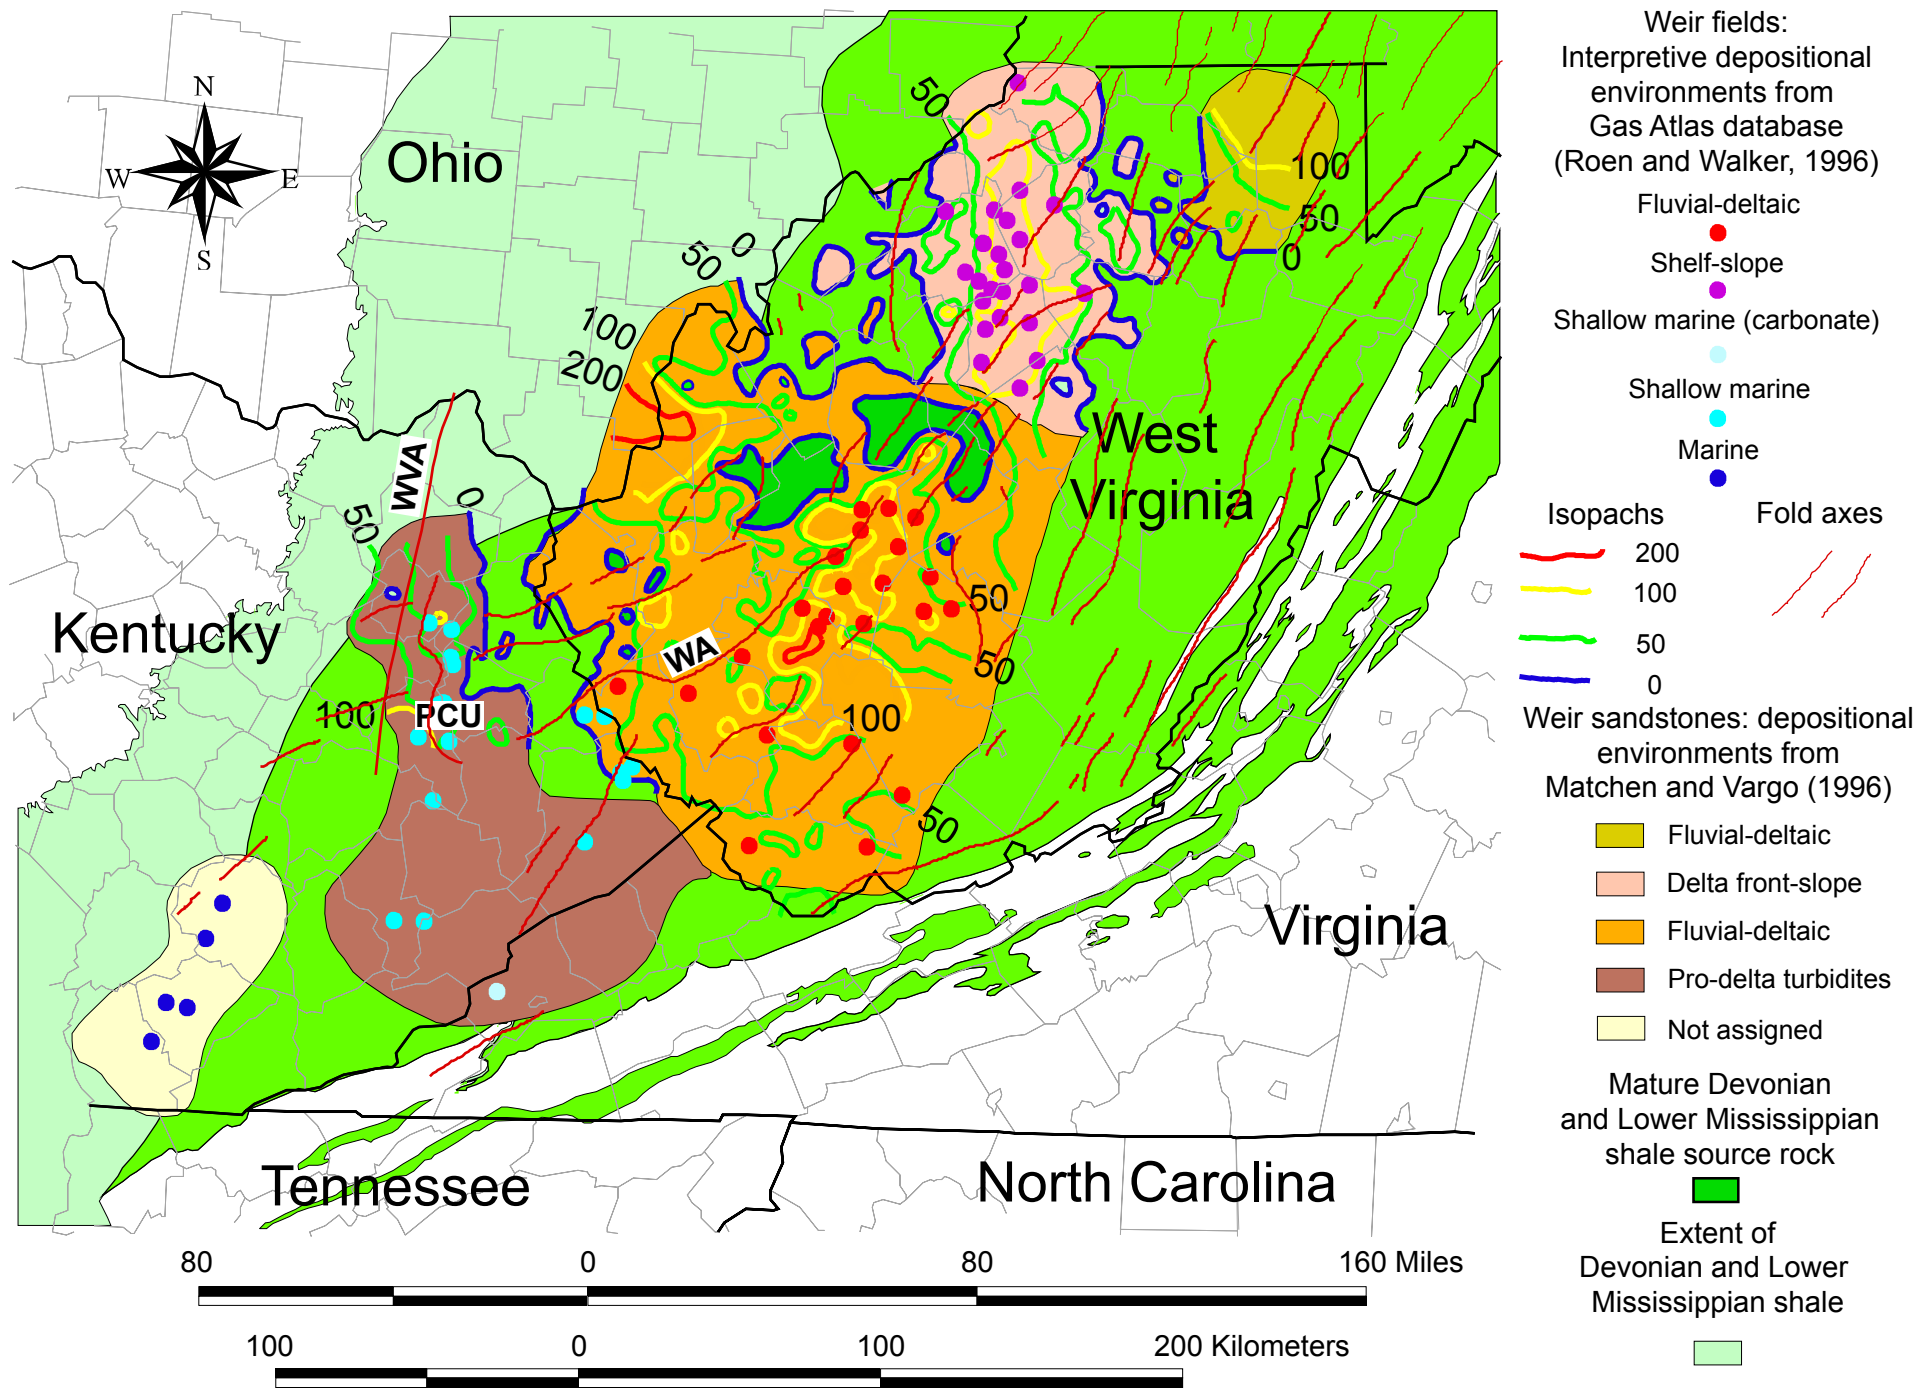 N
W
E
S
Ohio
Kentucky
West
Virginia
Virginia
Tennessee
North Carolina
50
100
50
0
0
50
100
200
WVA
0
50
WA
50
50
100
PCU
100
50
80
0
80
160 Miles
100
0
100
200 Kilometers
Weir fields:
Interpretive depositional
environments from
Gas Atlas database
(Roen and Walker, 1996)
Fluvial-deltaic
Shelf-slope
Shallow marine (carbonate)
Shallow marine
Marine
Isopachs
Fold axes
200
100
50
0
Weir sandstones: depositional
environments from
Matchen and Vargo (1996)
Fluvial-deltaic
Delta front-slope
Fluvial-deltaic
Pro-delta turbidites
Not assigned
Mature Devonian
and Lower Mississippian
shale source rock
Extent of
Devonian and Lower
Mississippian shale